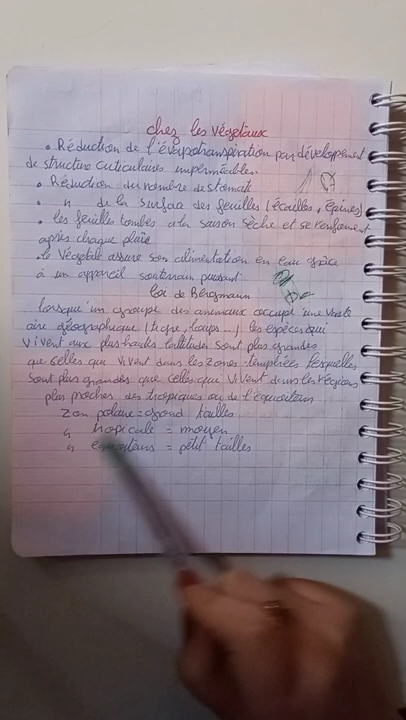 chez les végétaux
• Réduction de l'évapotranspiration par développement
de structure cuticulaires imperméables.
• Réduction du nombre de stomate
• " de la surface des feuilles (écailles, épines)
• les feuilles tombés à la saison sèche et se renferment
après chaque pluie
• le végétale assure son alimentation en eau grâce
à un appareil souterrain puissant.
Loi de Bergmann
lorsque un groupe des animaux occupe une vaste
aire géographique (tigre, loups...) les espèces qui
vivent aux plus hautes latitudes sont plus grandes
que celles qui vivent dans les zones tempérées lesquelles
sont plus grandes que celles qui vivent dans les régions
plus proches des tropiques ou de l'équateur
Zon polaire = grand tailles
" tropicale = moyen
" = petit tailles